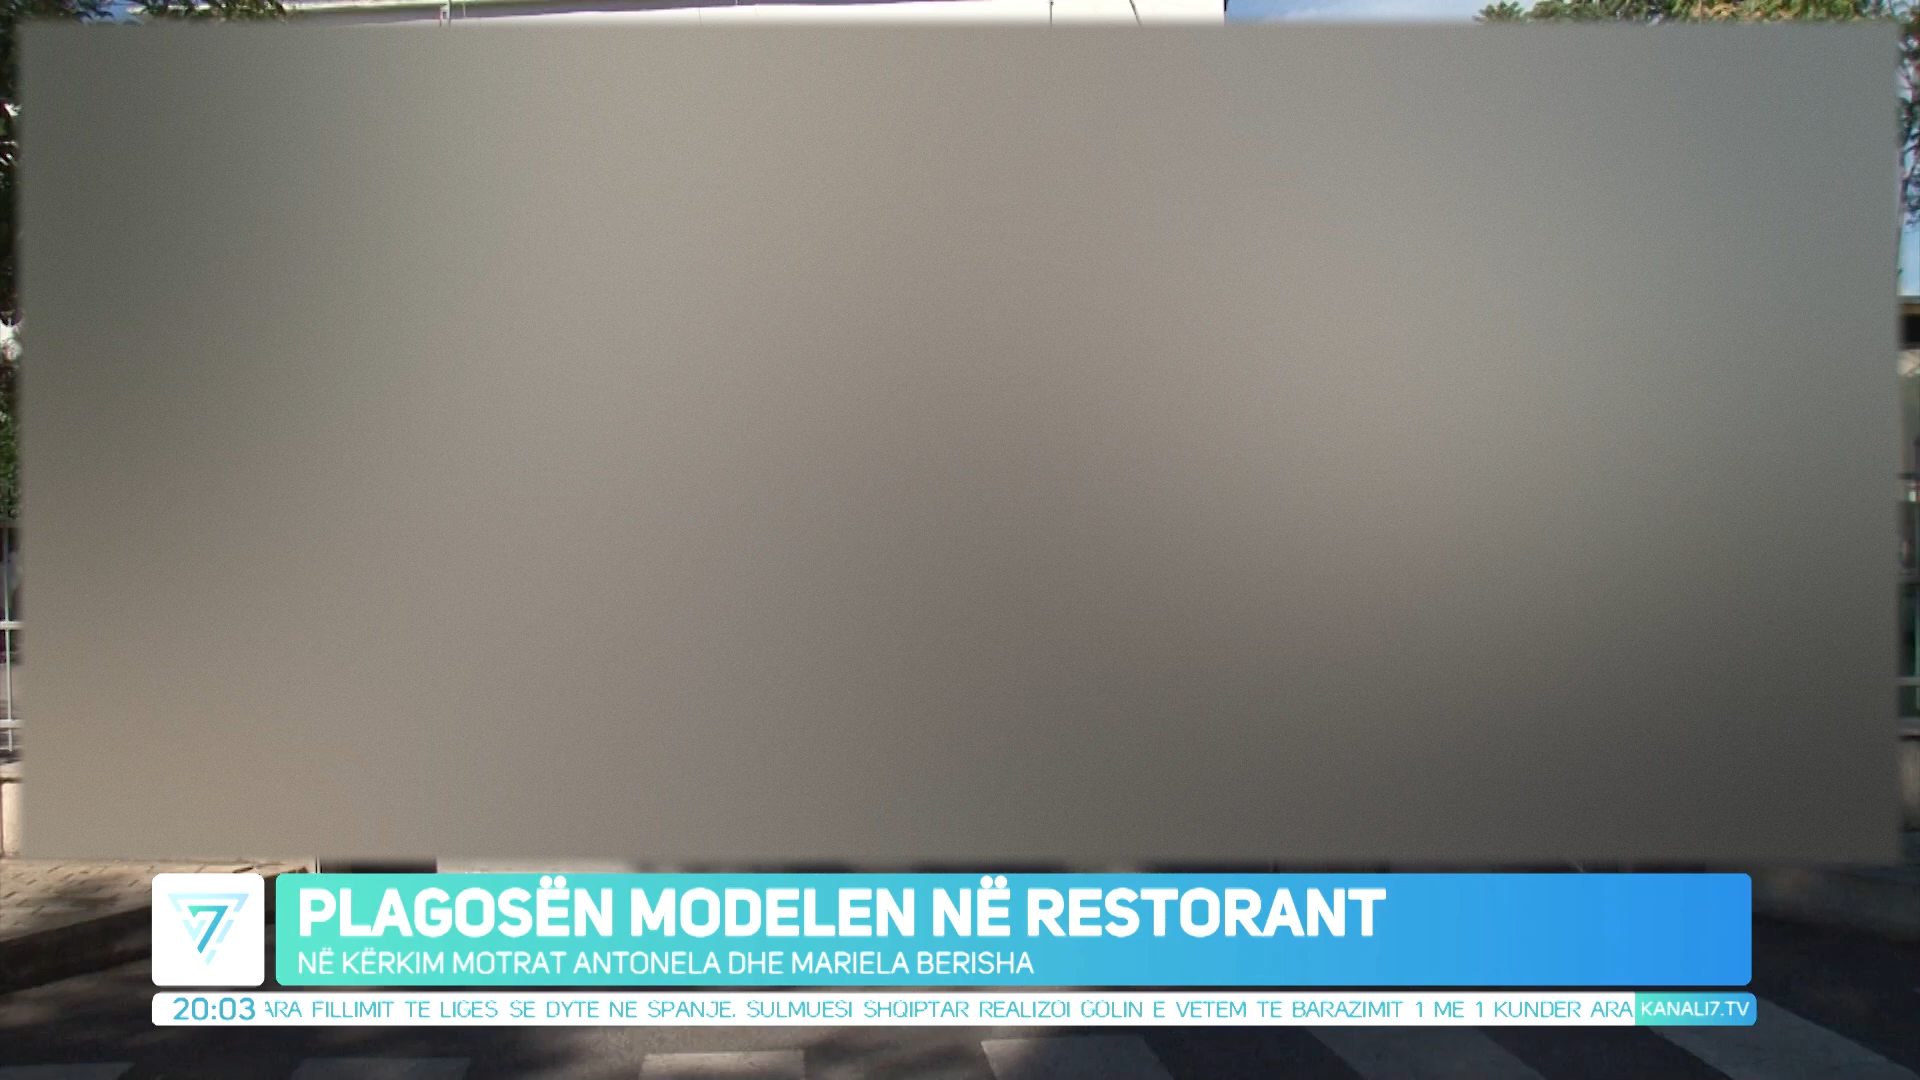 PLAGOSËN MODELEN NË RESTORANT
NË KËRKIM MOTRAT ANTONELA DHE MARIELA BERISHA
20:03 ARA FILLIMIT TE LIGES SE DYTE NE SPANJE. SULMUESI SHQIPTAR REALIZOI GOLIN E VETEM TE BARAZIMIT 1 ME 1 KUNDER ARA KANALI7.TV